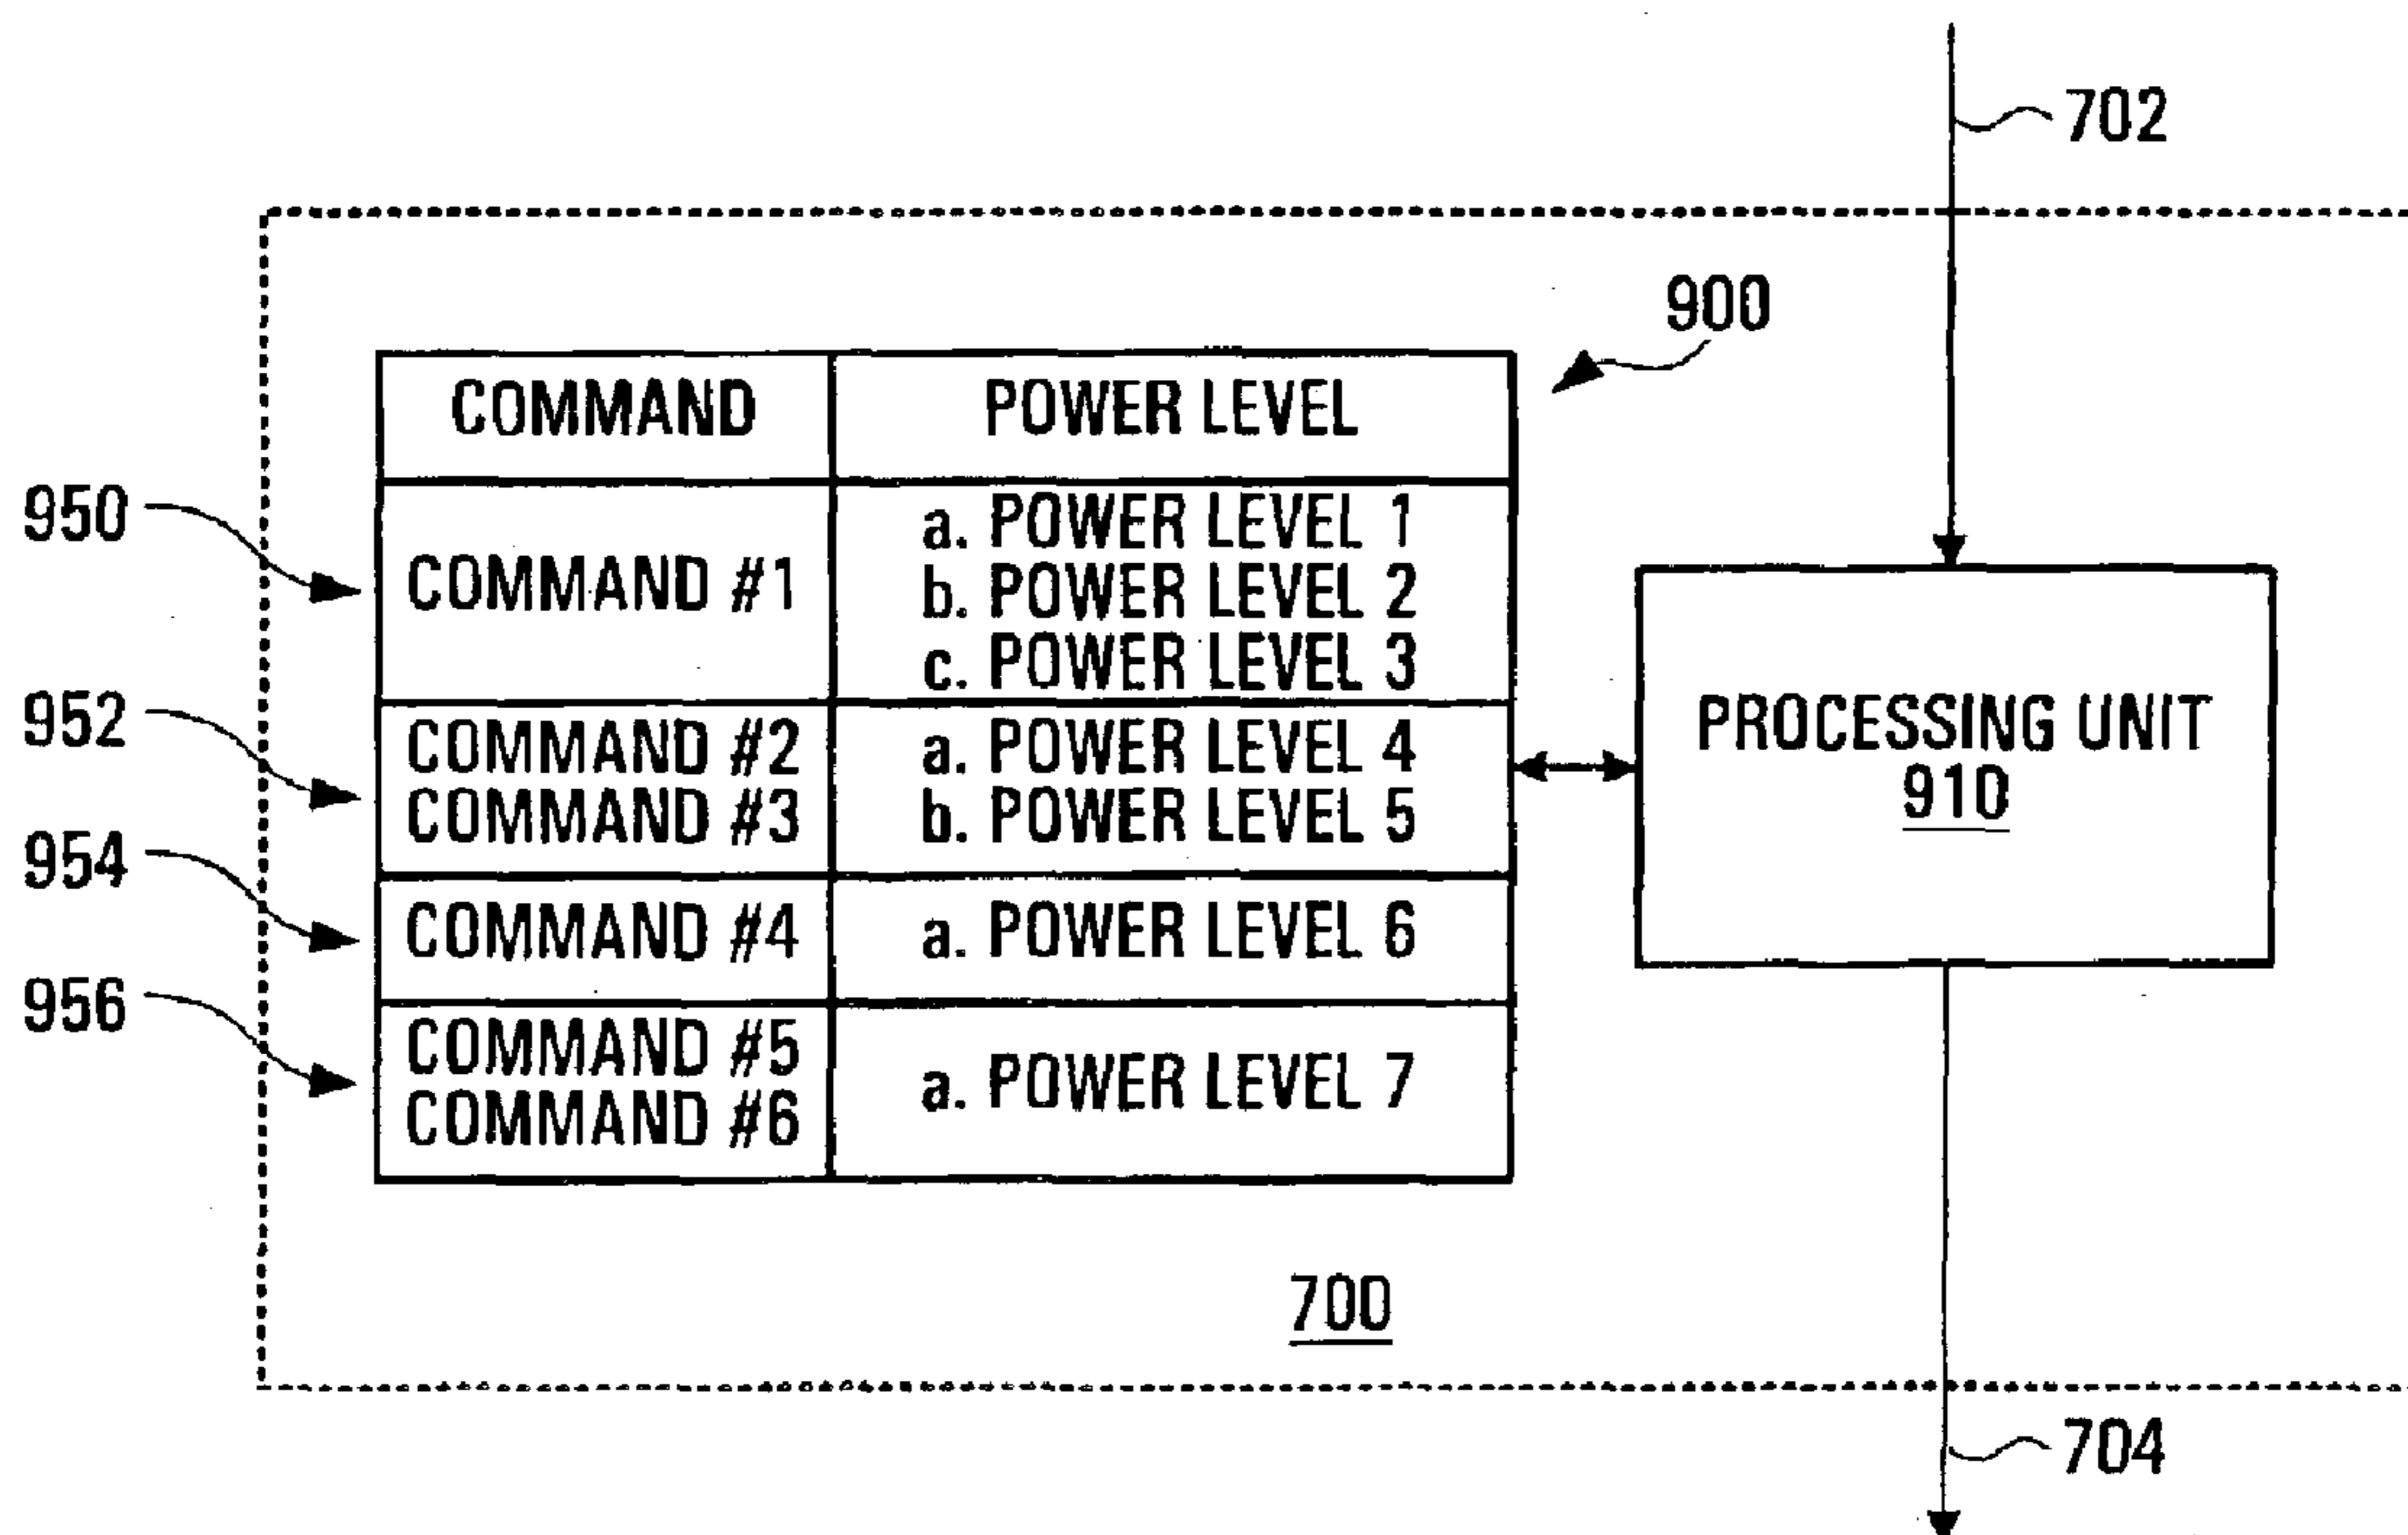 702
900
COMMAND POWER LEVEL
950
COMMAND #1
a. POWER LEVEL 1
b. POWER LEVEL 2
c. POWER LEVEL 3
952
COMMAND #2
COMMAND #3
a. POWER LEVEL 4
b. POWER LEVEL 5
PROCESSING UNIT
910
954
COMMAND #4
a. POWER LEVEL 6
956
COMMAND #5
COMMAND #6
a. POWER LEVEL 7
700
704